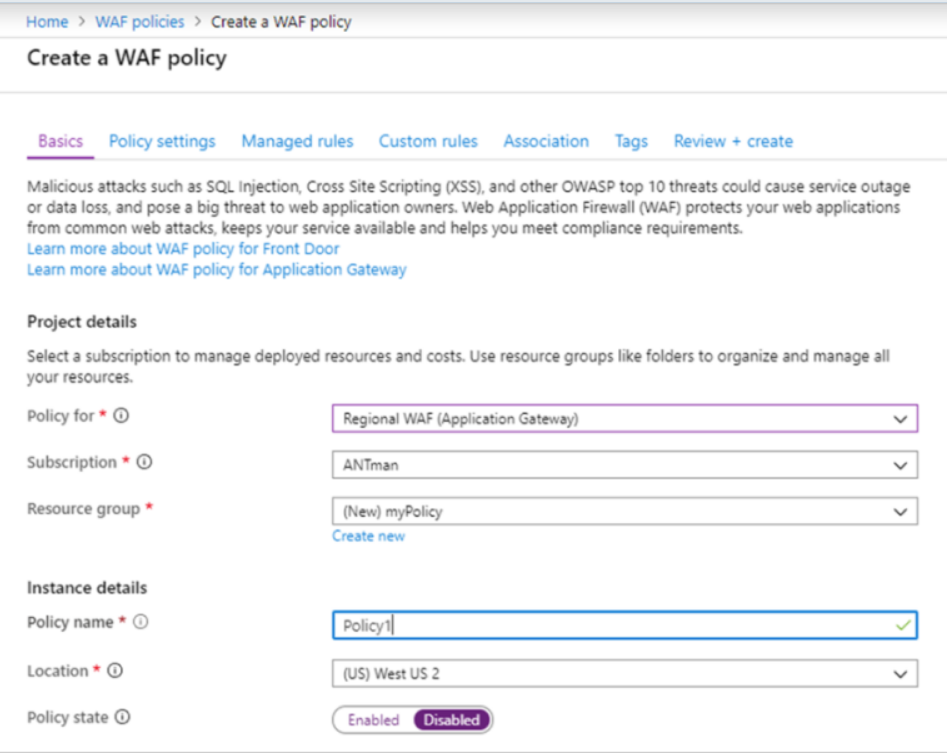 Home > WAF policies > Create a WAF policy
Create a WAF policy
Basics Policy settings Managed rules Custom rules Association Tags Review + create
Malicious attacks such as SQL Injection, Cross Site Scripting (XSS), and other OWASP top 10 threats could cause service outage
or data loss, and pose a big threat to web application owners. Web Application Firewall (WAF) protects your web applications
from common web attacks, keeps your service available and helps you meet compliance requirements.
Learn more about WAF policy for Front Door
Learn more about WAF policy for Application Gateway
Project details
Select a subscription to manage deployed resources and costs. Use resource groups like folders to organize and manage all
your resources.
Policy for * Regional WAF (Application Gateway)
Subscription * ANTman
Resource group * (New) myPolicy
Create new
Instance details
Policy name * Policy1
Location * (US) West US 2
Policy state Enabled Disabled